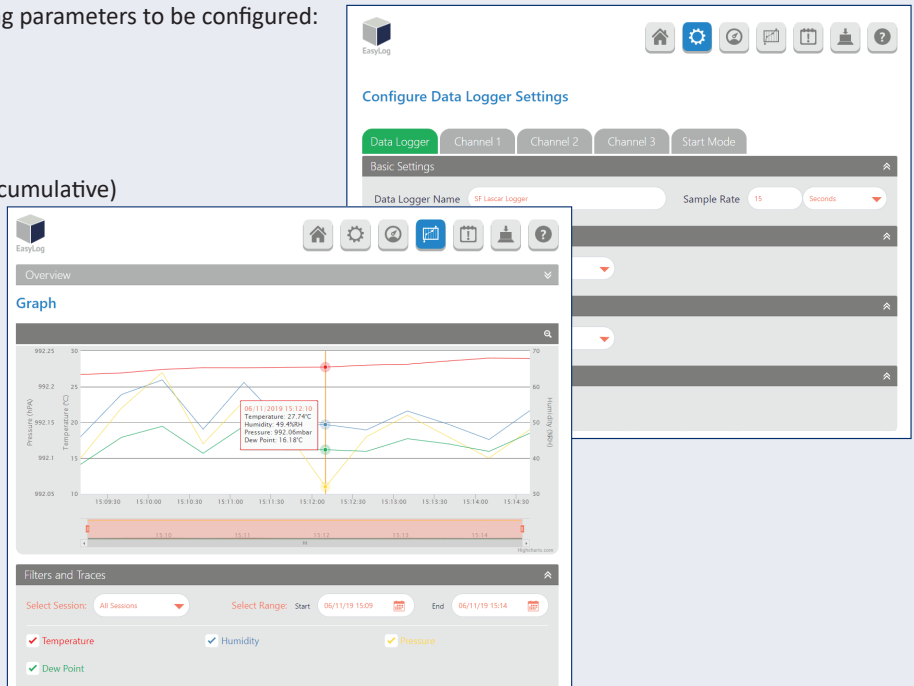 g parameters to be configured:
cumulative)
EasyLog
Configure Data Logger Settings
Data Logger Channel 1 Channel 2 Channel 3 Start Mode
Basic Settings
Data Logger Name SF Lascar Logger Sample Rate 15 Seconds
EasyLog
Overview
Graph
992.25 30 70
992.2 25 60
992.15 20 50
992.1 15 40
992.05 10 30
Pressure (hPA)
Temperature (°C)
Humidity (%RH)
06/11/2019 15:12:10
Temperature: 27.74°C
Humidity: 49.4%RH
Pressure: 992.06mbar
Dew Point: 16.18°C
15:09:30 15:10:00 15:10:30 15:11:00 15:11:30 15:12:00 15:12:30 15:13:00 15:13:30 15:14:00 15:14:30
15:10 15:11 15:12 15:13 15:14
Highcharts.com
Filters and Traces
Select Session: All Sessions Select Range: Start 06/11/19 15:09 End 06/11/19 15:14
Temperature Humidity Pressure
Dew Point